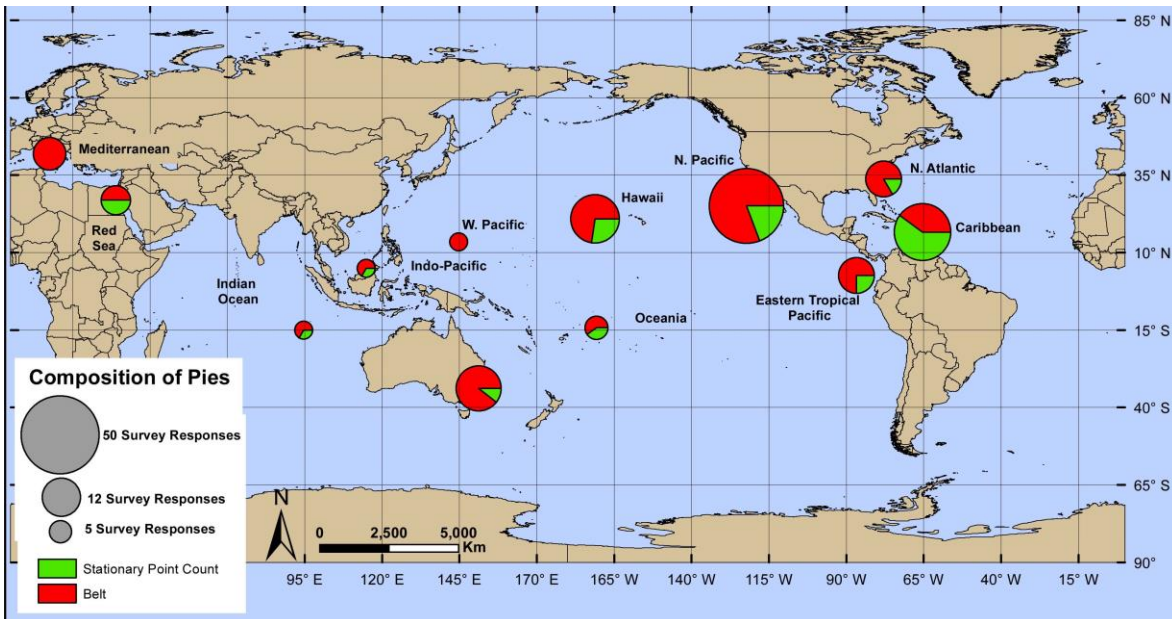 85° N
60° N
35° N
10° N
15° S
40° S
65° S
90°
Mediterranean
Red
Sea
Indian
Ocean
W. Pacific
Indo-Pacific
Hawaii
Oceania
N. Pacific
N. Atlantic
Caribbean
Eastern Tropical
Pacific
Composition of Pies
50 Survey Responses
12 Survey Responses
5 Survey Responses
Stationary Point Count
Belt
N
0 2,500 5,000
Km
95° E 120° E 145° E 170° E 165° W 140° W 115° W 90° W 65° W 40° W 15° W